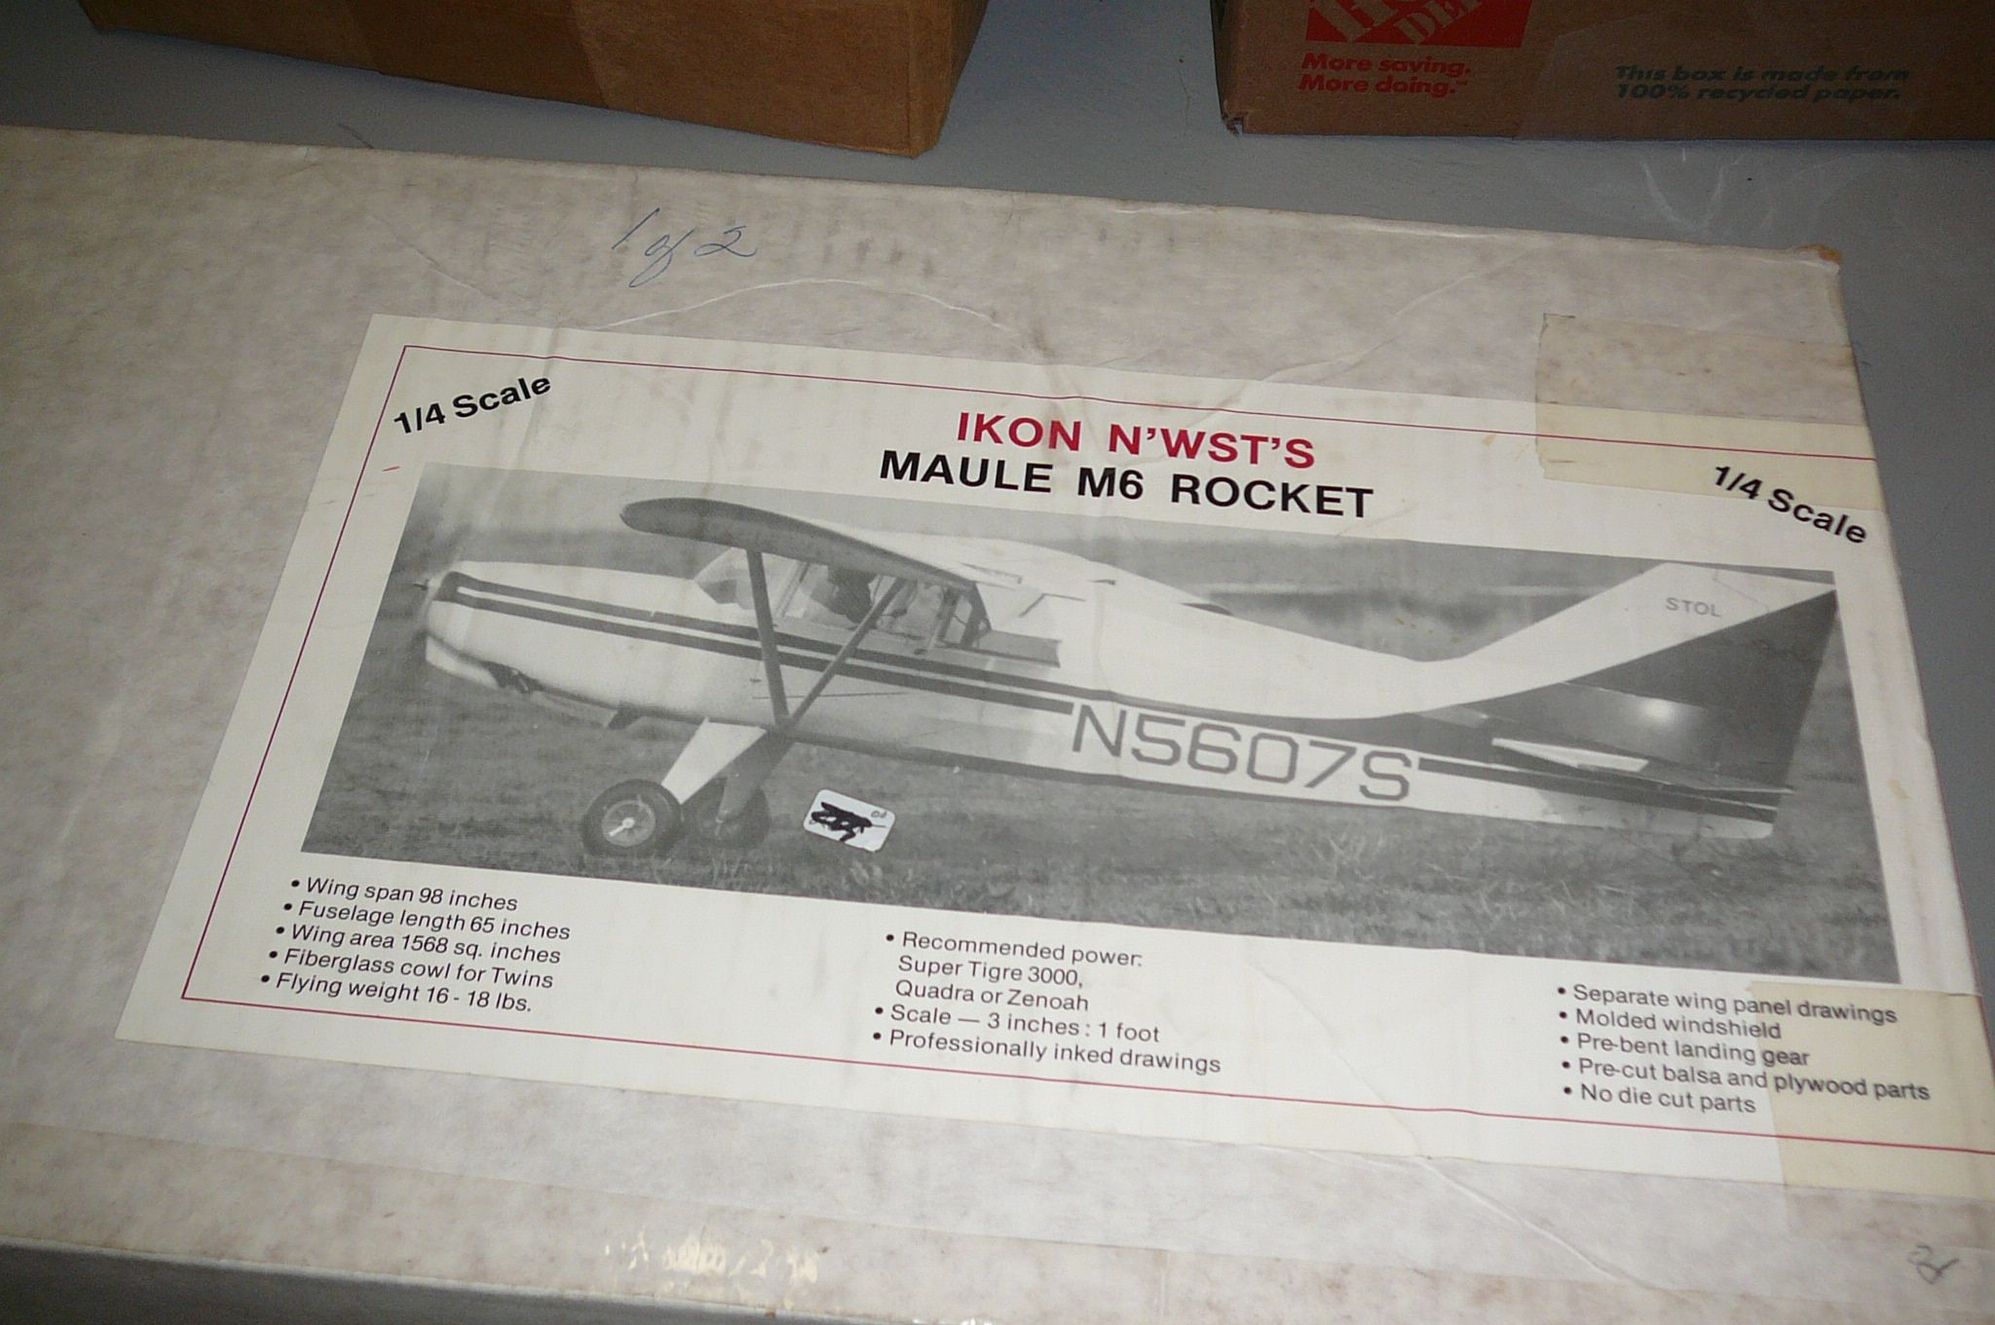 More saving.
More doing.™
This box is made from
100% recycled paper.
1 of 2
1/4 Scale
IKON N'WST'S
MAULE M6 ROCKET
1/4 Scale
STOL
N5607S
• Wing span 98 inches
• Fuselage length 65 inches
• Wing area 1568 sq. inches
• Fiberglass cowl for Twins
• Flying weight 16 - 18 lbs.
• Recommended power:
Super Tigre 3000,
Quadra or Zenoah
• Scale — 3 inches : 1 foot
• Professionally inked drawings
• Separate wing panel drawings
• Molded windshield
• Pre-bent landing gear
• Pre-cut balsa and plywood parts
• No die cut parts